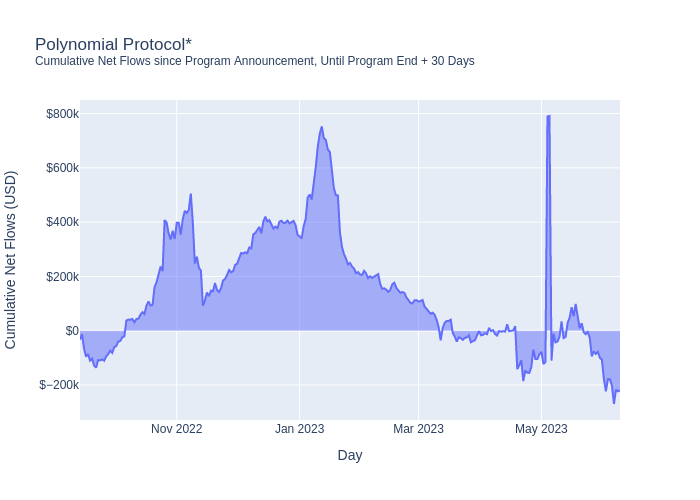 Polynomial Protocol*
Cumulative Net Flows since Program Announcement, Until Program End + 30 Days
Cumulative Net Flows (USD)
$800k
$600k
$400k
$200k
$0
$−200k
Nov 2022
Jan 2023
Mar 2023
May 2023
Day